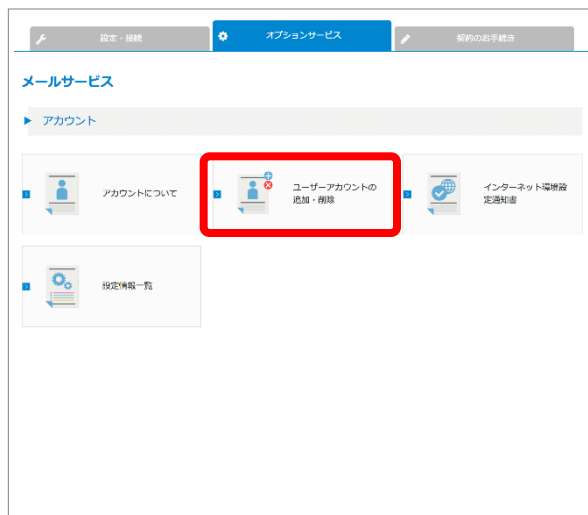 設定・接続
オプションサービス
契約のお手続き
メールサービス
アカウント
アカウントについて
ユーザーアカウントの
追加・削除
インターネット環境設
定通知書
設定情報一覧